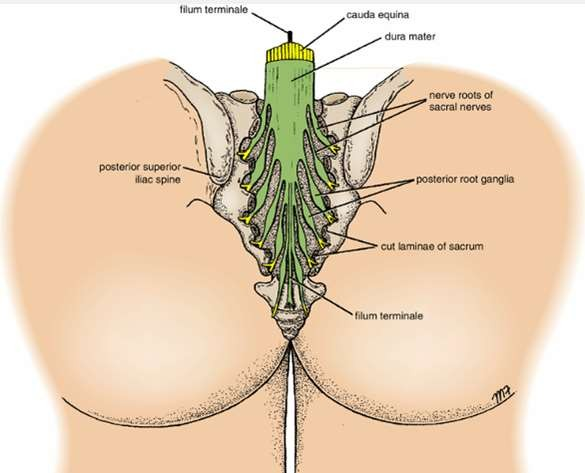 filum terminale
cauda equina
dura mater
nerve roots of
sacral nerves
posterior superior
iliac spine
posterior root ganglia
cut laminae of sacrum
filum terminale